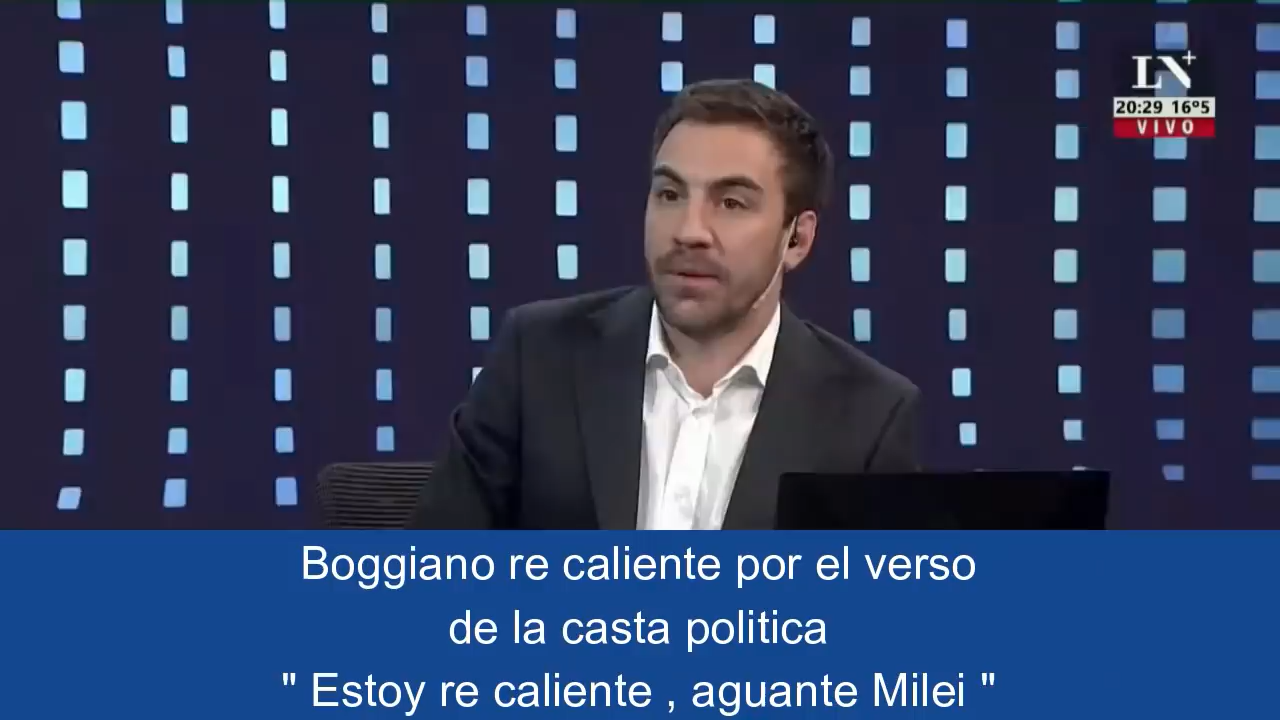 LN+
20:29 16°5
VIVO
Boggiano re caliente por el verso
de la casta politica
" Estoy re caliente , aguante Milei "